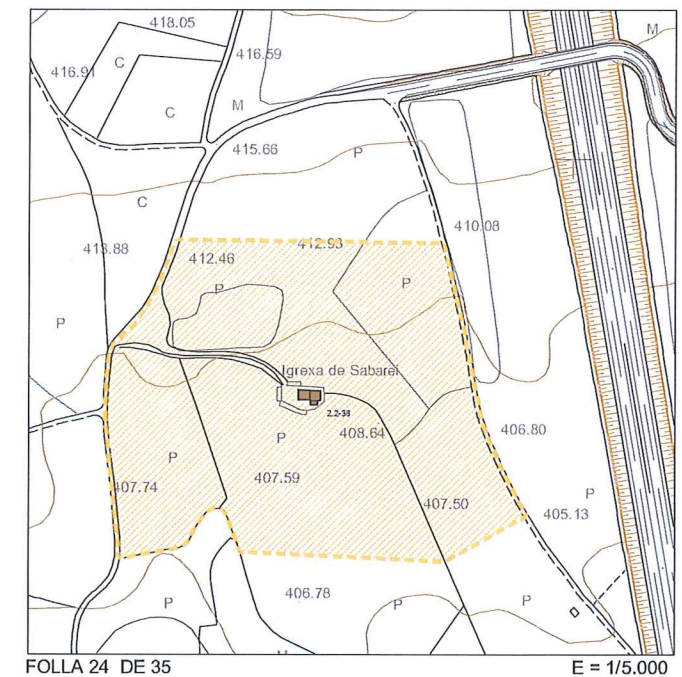 418.05
M
416.59
416.91
C
M
C
415.66
P
C
410.08
412.93
413.88
412.46
P
P
P
Igrexa de Sabarei
2.2-38
406.80
408.64
P
P
407.59
407.74
P
407.50
405.13
406.78
P
P
P
M
FOLLA 24 DE 35
E = 1/5.000